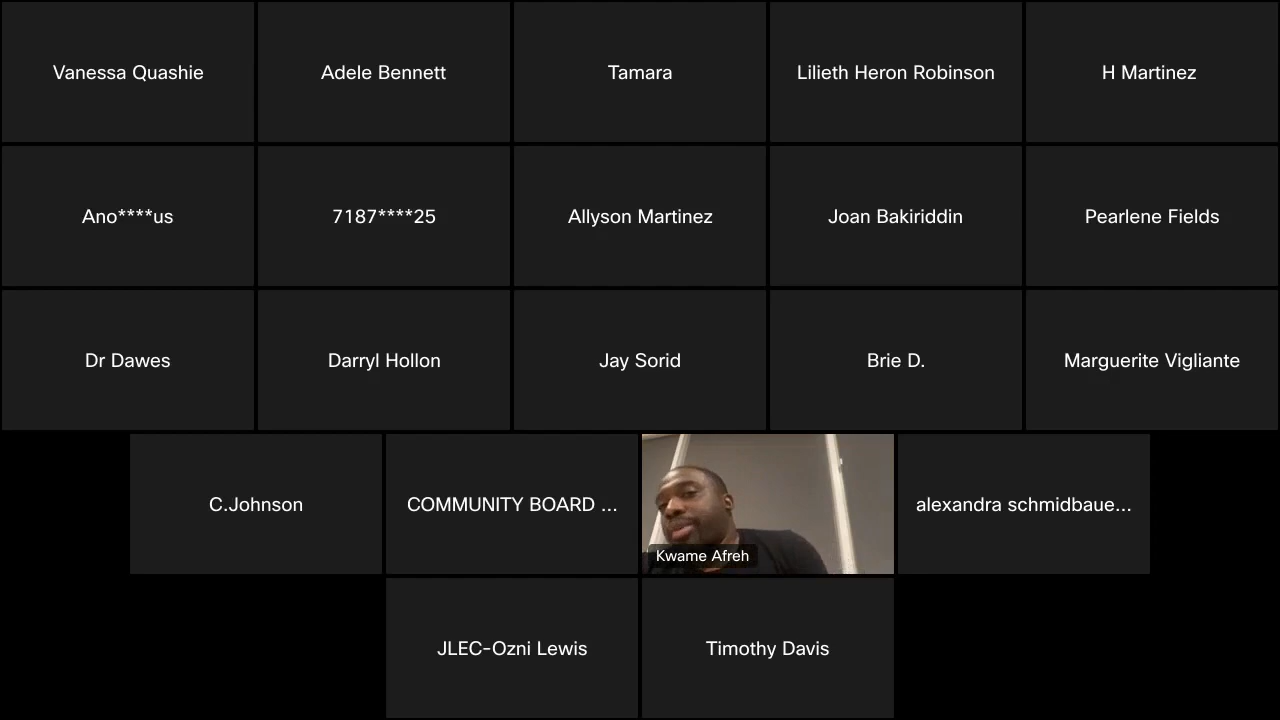 Vanessa Quashie
Adele Bennett
Tamara
Lilieth Heron Robinson
H Martinez
Ano****us
7187****25
Allyson Martinez
Joan Bakiriddin
Pearlene Fields
Dr Dawes
Darryl Hollon
Jay Sorid
Brie D.
Marguerite Vigliante
C.Johnson
COMMUNITY BOARD ...
Kwame Afreh
alexandra schmidbaue...
JLEC-Ozni Lewis
Timothy Davis